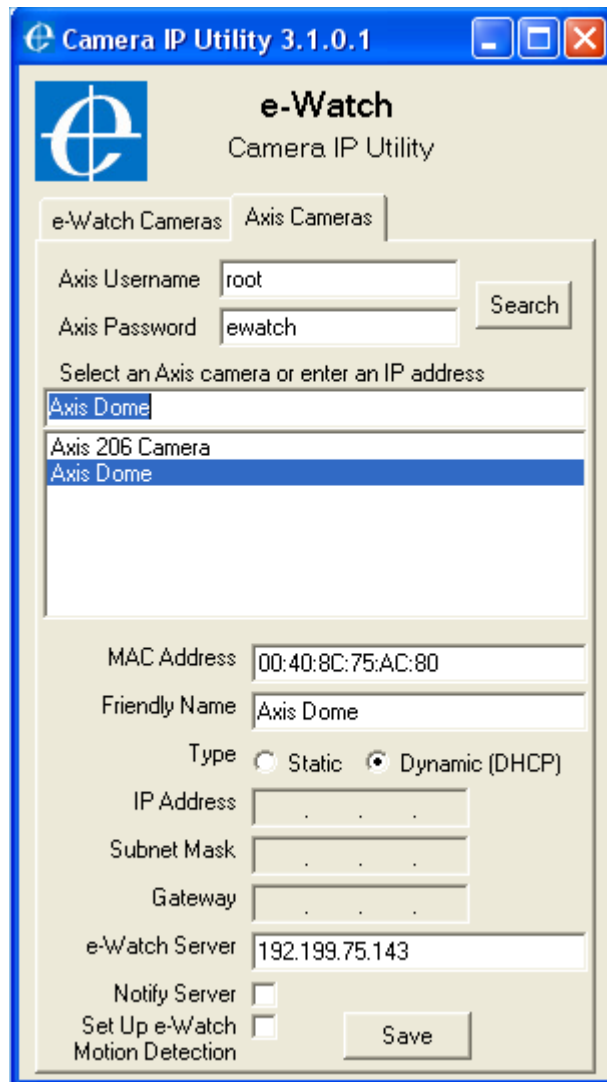 Camera IP Utility 3.1.0.1
e-Watch
Camera IP Utility
e-Watch Cameras Axis Cameras
Axis Username root
Search
Axis Password ewatch
Select an Axis camera or enter an IP address
Axis Dome
Axis 206 Camera
Axis Dome
MAC Address 00:40:8C:75:AC:80
Friendly Name Axis Dome
Type Static Dynamic (DHCP)
IP Address . . .
Subnet Mask . . .
Gateway . . .
e-Watch Server 192.199.75.143
Notify Server
Set Up e-Watch
Motion Detection
Save